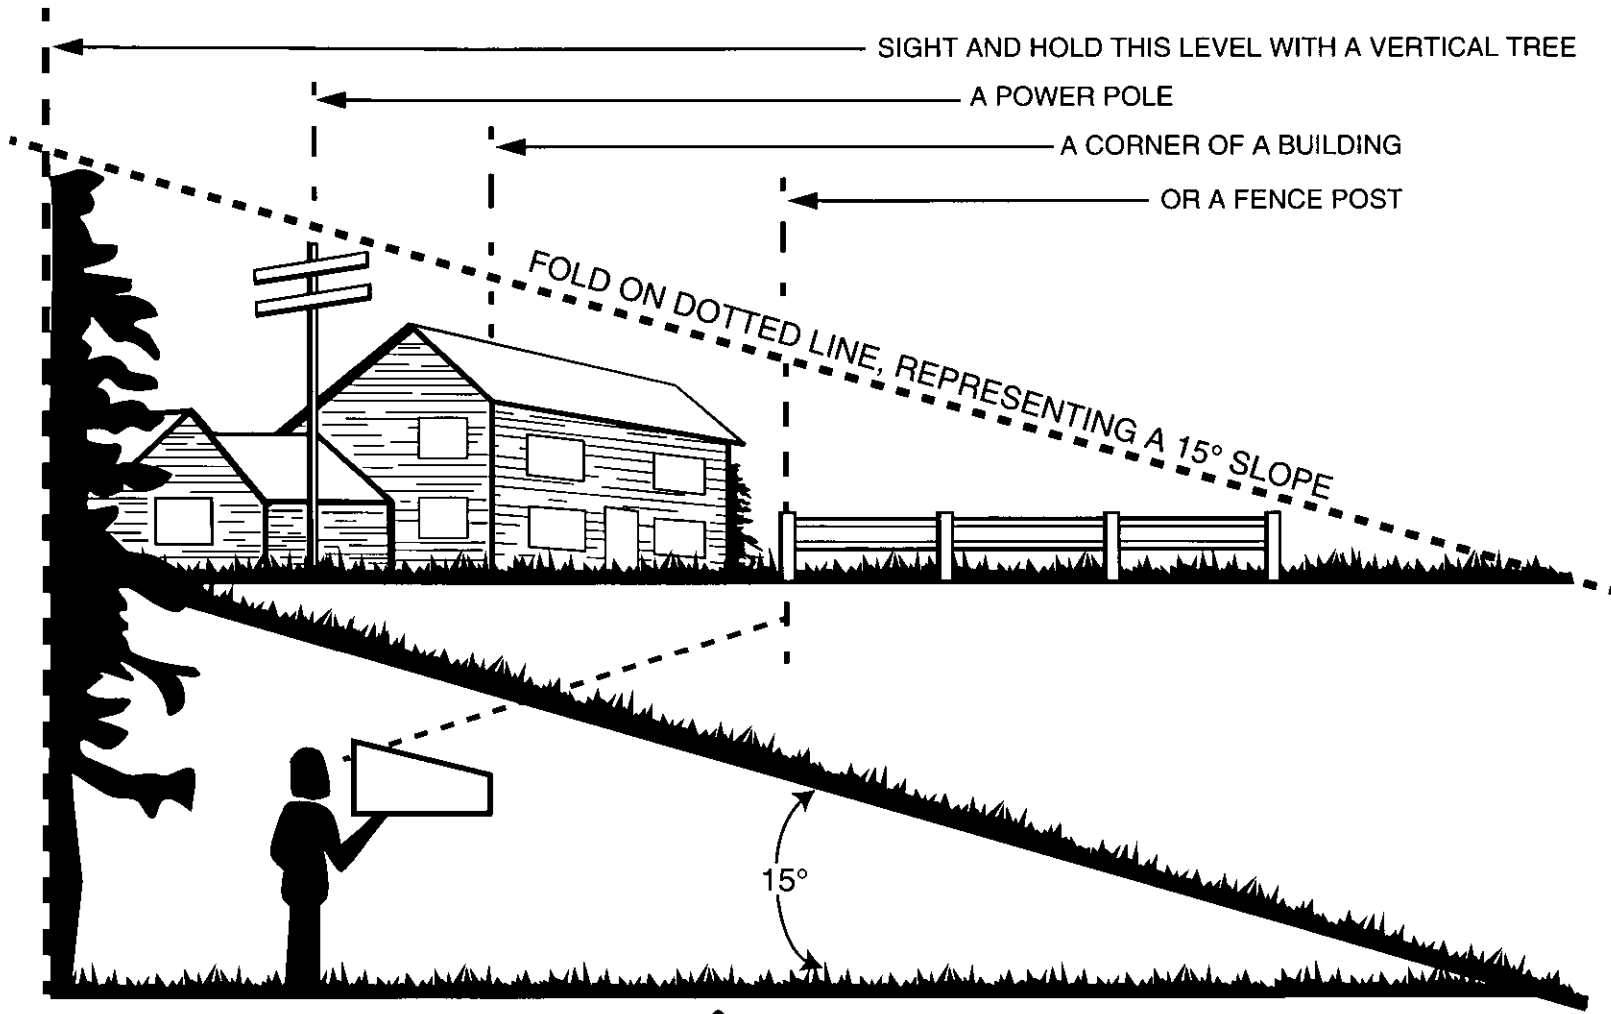 SIGHT AND HOLD THIS LEVEL WITH A VERTICAL TREE
A POWER POLE
A CORNER OF A BUILDING
OR A FENCE POST
FOLD ON DOTTED LINE, REPRESENTING A 15° SLOPE
15°